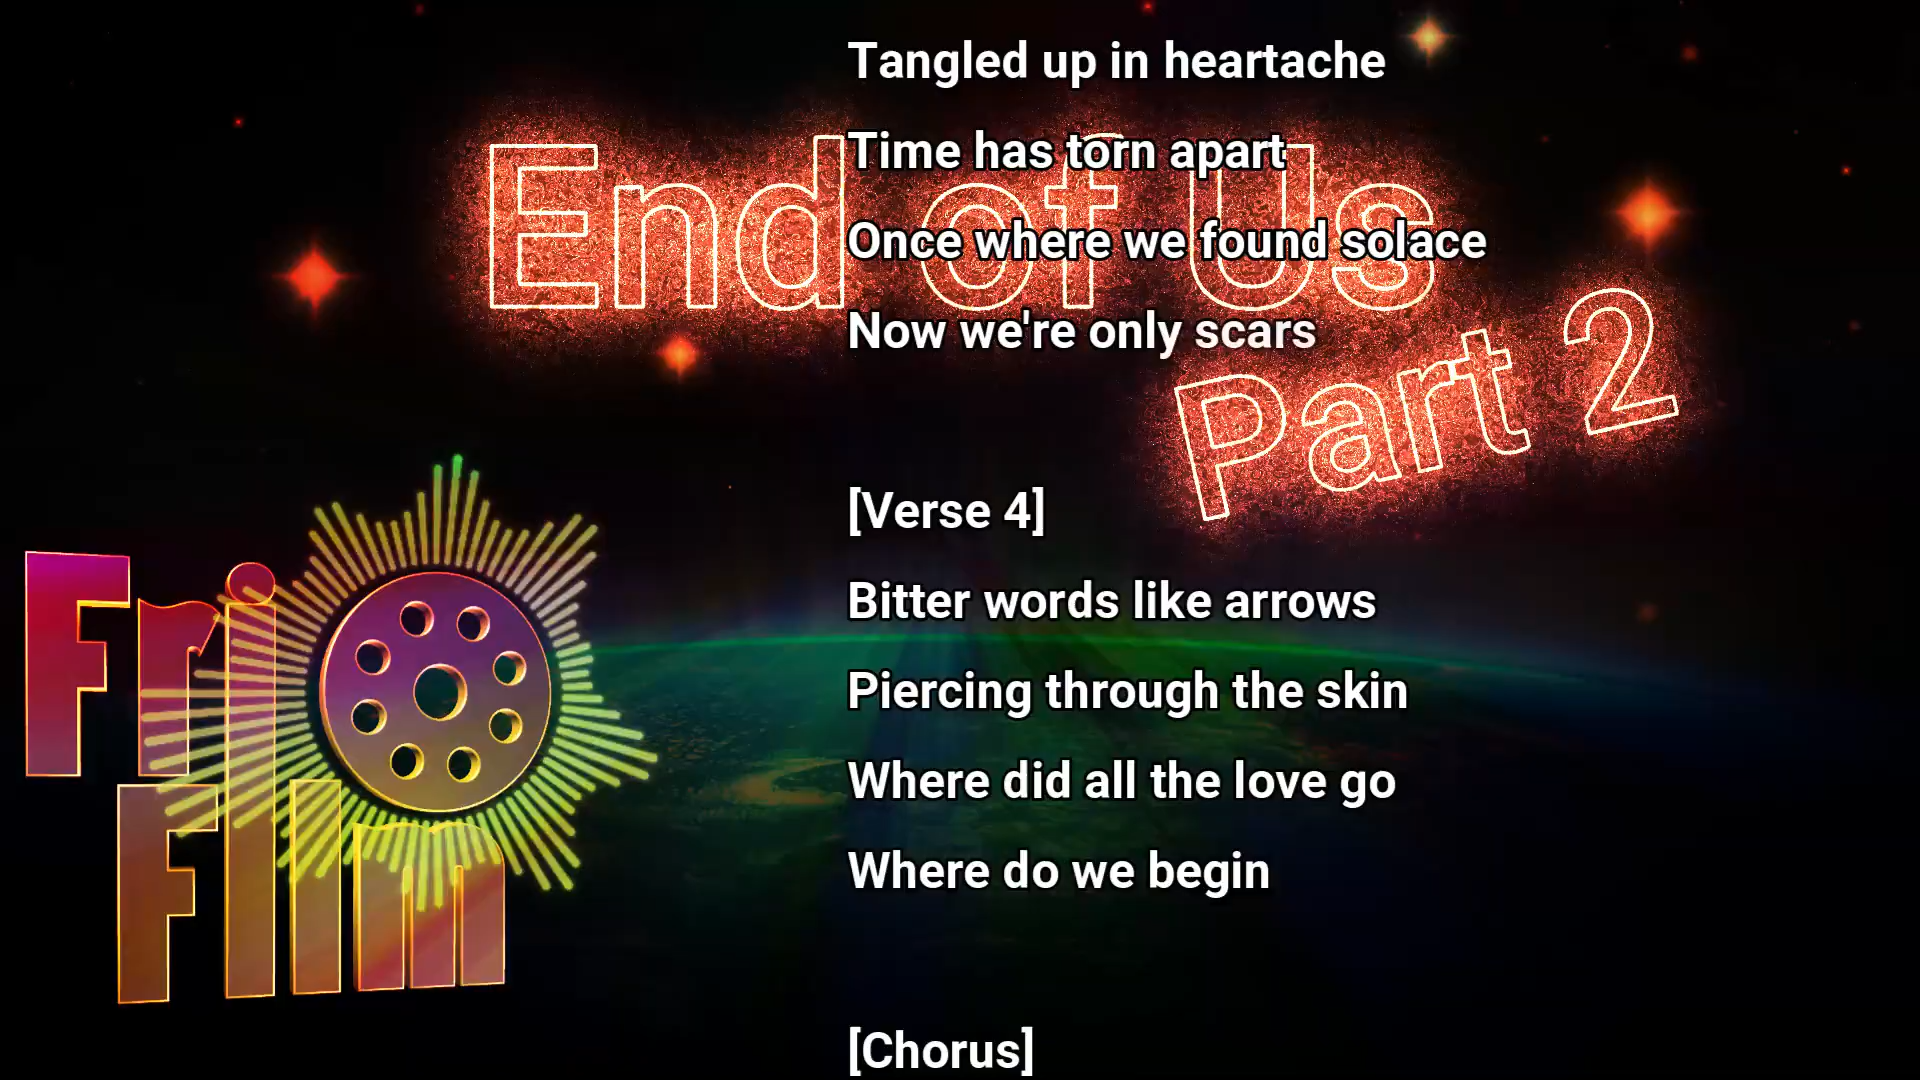 Tangled up in heartache
Time has torn apart
End of Us
Once where we found solace
Now we're only scars
Part 2
[Verse 4]
Bitter words like arrows
Piercing through the skin
Where did all the love go
Where do we begin
[Chorus]
Fri
Film